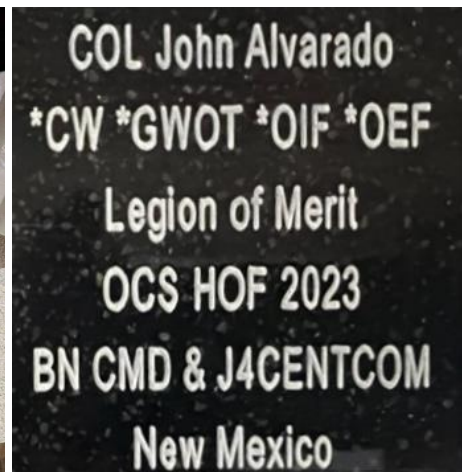 COL John Alvarado
*CW *GWOT *OIF *OEF
Legion of Merit
OCS HOF 2023
BN CMD & J4CENTCOM
New Mexico